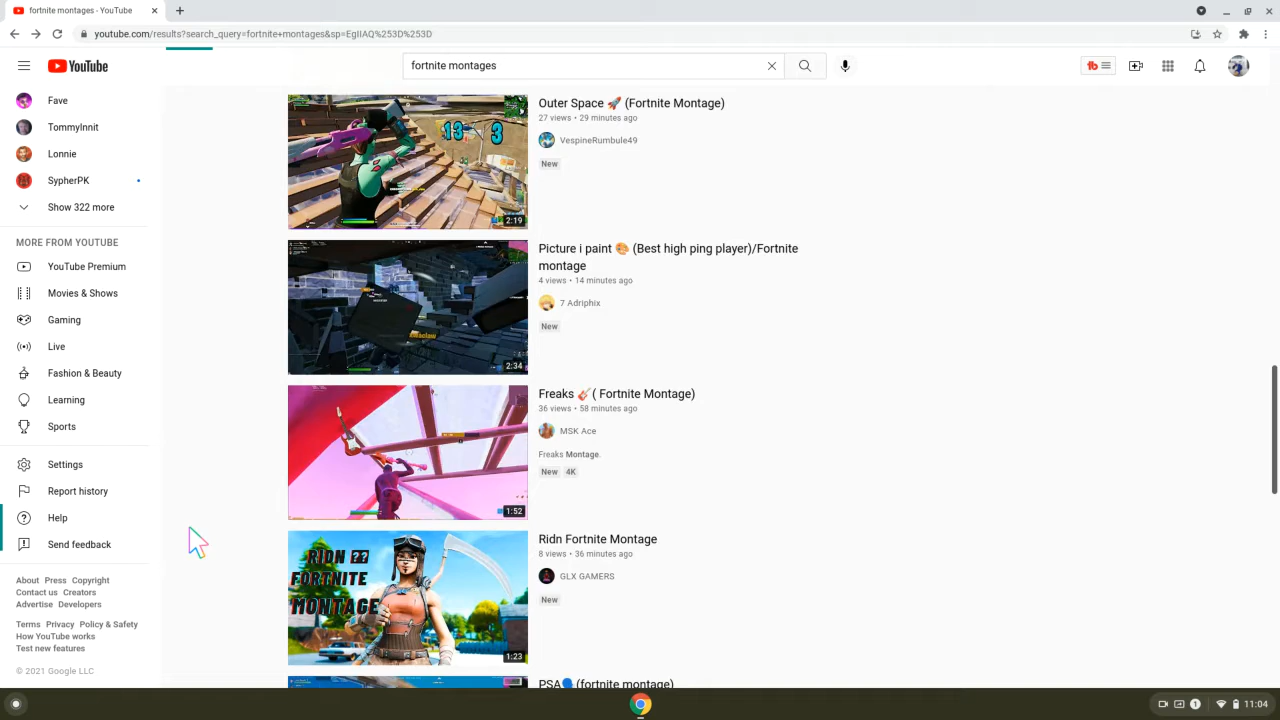 fortnite montages - YouTube
youtube.com/results?search_query=fortnite+montages&sp=EgIIAQ%253D%253D
YouTube
fortnite montages
Fave
TommyInnit
Lonnie
SypherPK
Show 322 more
MORE FROM YOUTUBE
YouTube Premium
Movies & Shows
Gaming
Live
Fashion & Beauty
Learning
Sports
Settings
Report history
Help
Send feedback
About Press Copyright
Contact us Creators
Advertise Developers
Terms Privacy Policy & Safety
How YouTube works
Test new features
© 2021 Google LLC
13 3
2:19
Outer Space 🚀 (Fortnite Montage)
27 views • 29 minutes ago
VespineRumbule49
New
2:34
Picture i paint 🎨 (Best high ping player)/Fortnite
montage
4 views • 14 minutes ago
7 Adriphix
New
1:52
Freaks 🎸( Fortnite Montage)
36 views • 58 minutes ago
MSK Ace
Freaks Montage.
New 4K
RIDN
FORTNITE
MONTAGE
1:23
Ridn Fortnite Montage
8 views • 36 minutes ago
GLX GAMERS
New
PSA🗣️(fortnite montage)
1
11:04